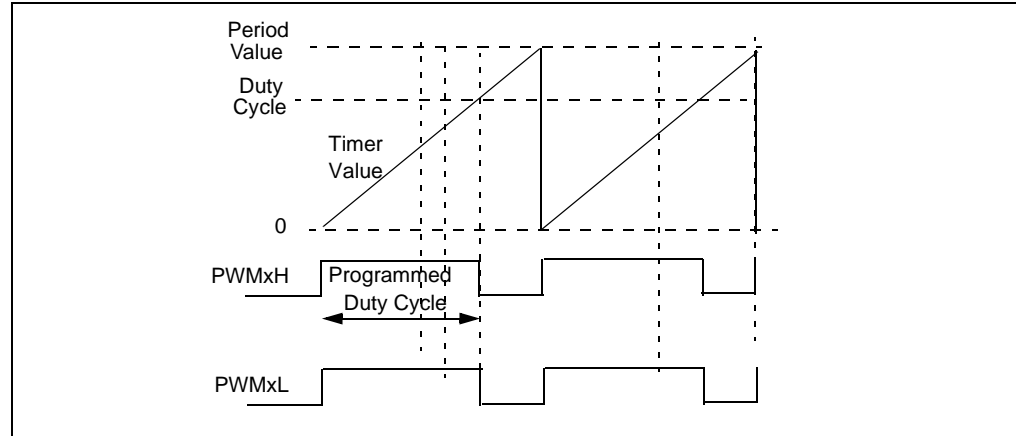 Period
Value
Duty
Cycle
Timer
Value
0
PWMxH
Programmed
Duty Cycle
PWMxL